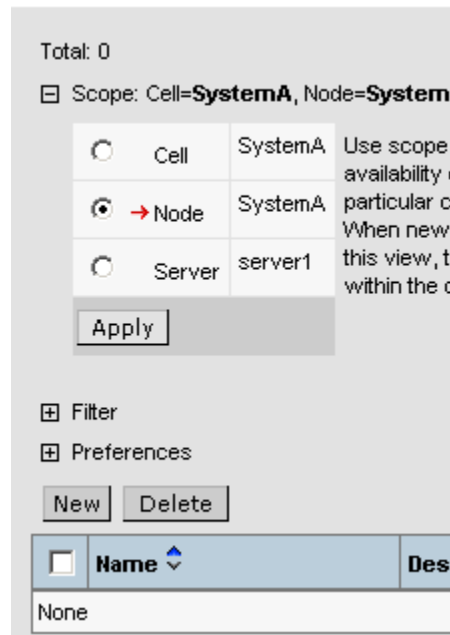 Total: 0
Scope: Cell=SystemA, Node=System
Cell SystemA
Node SystemA
Server server1
Use scope
availability
particular
When new
this view,
within the
Apply
Filter
Preferences
New Delete
Name Des
None